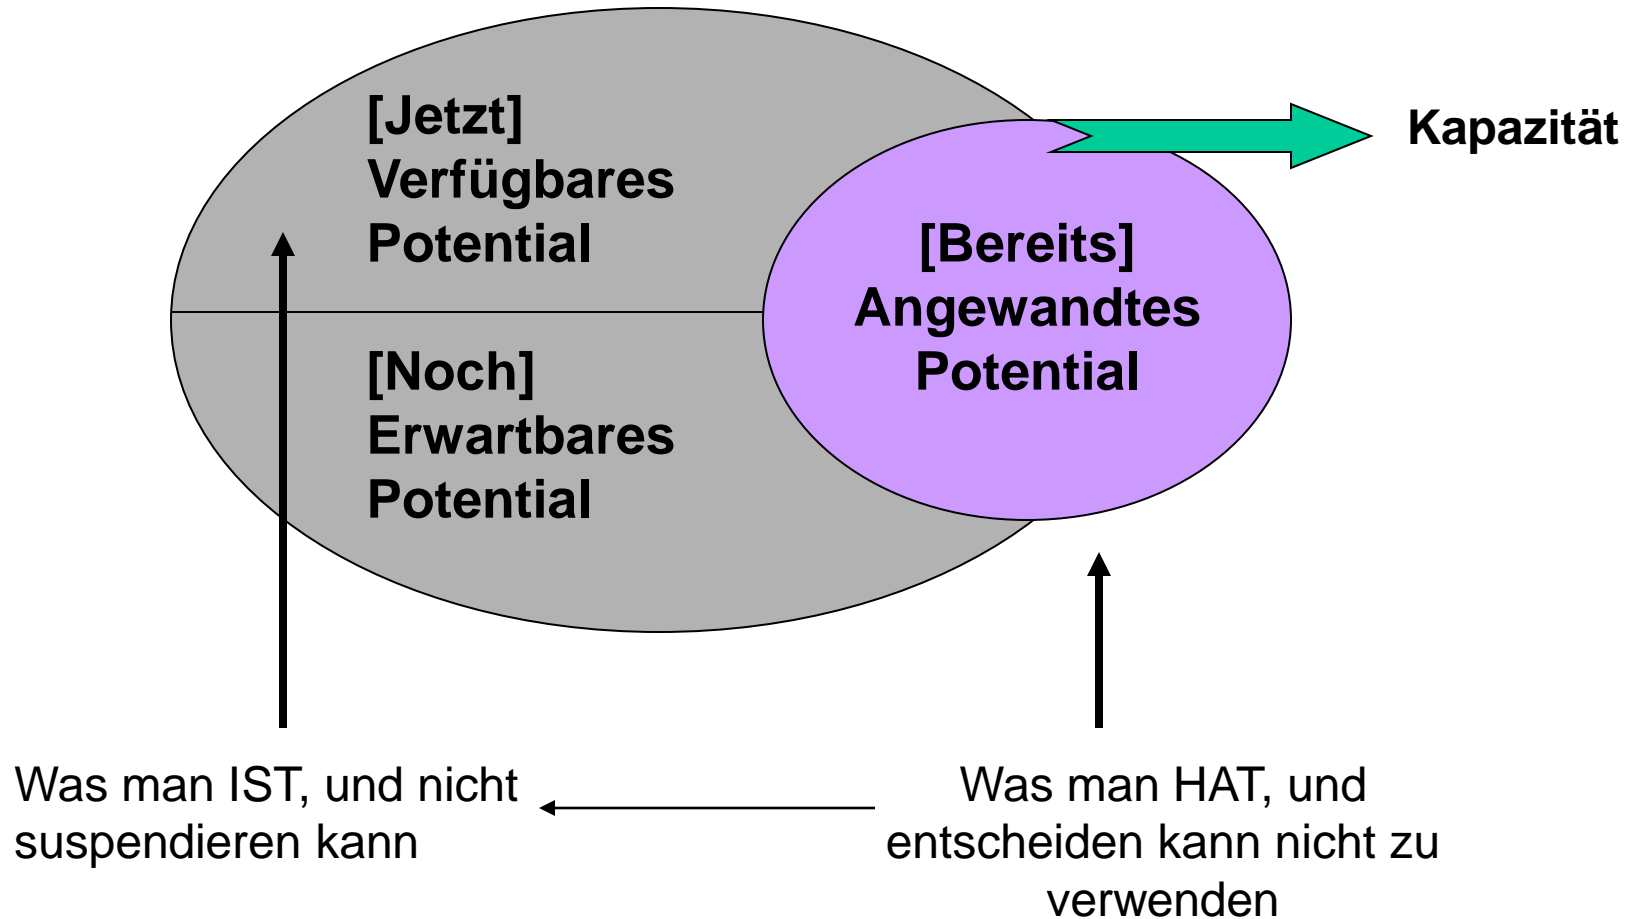 [Jetzt]
Verfügbares
Potential
Kapazität
[Bereits]
Angewandtes
Potential
[Noch]
Erwartbares
Potential
Was man IST, und nicht
suspendieren kann
Was man HAT, und
entscheiden kann nicht zu
verwenden